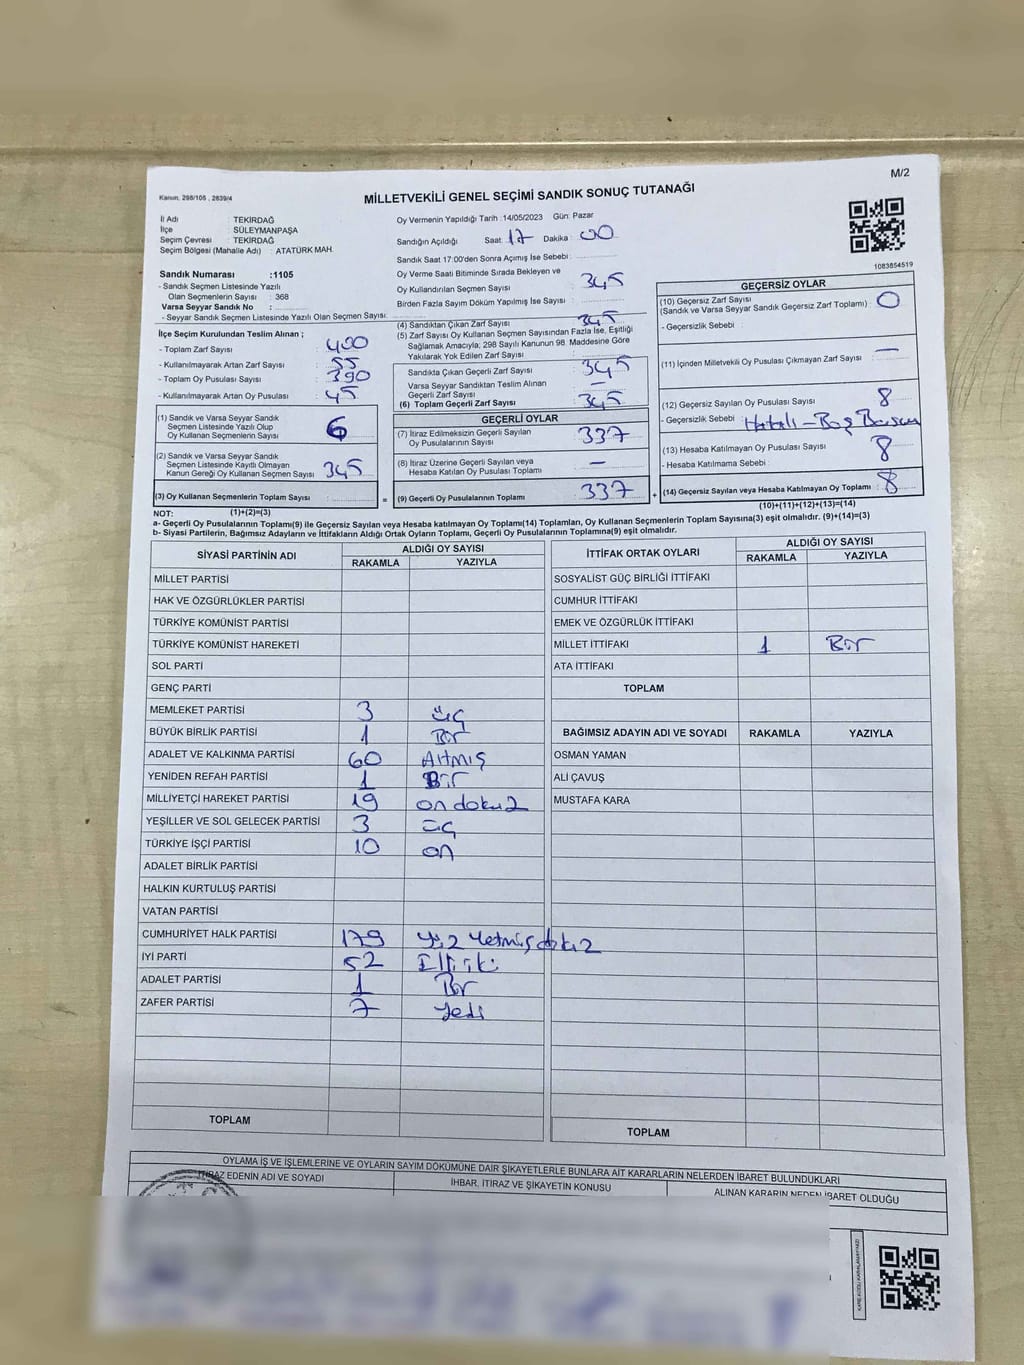 M/2
Kanun, 298/105 , 2839/4
MİLLETVEKİLİ GENEL SEÇİMİ SANDIK SONUÇ TUTANAĞI
İl Adı : TEKİRDAĞ
İlçe : SÜLEYMANPAŞA
Seçim Çevresi : TEKİRDAĞ
Seçim Bölgesi (Mahalle Adı) : ATATÜRK MAH.
Sandık Numarası :1105
- Sandık Seçmen Listesinde Yazılı
Olan Seçmenlerin Sayısı : 368
Varsa Seyyar Sandık No :
- Seyyar Sandık Seçmen Listesinde Yazılı Olan Seçmen Sayısı:
İlçe Seçim Kurulundan Teslim Alınan ;
- Toplam Zarf Sayısı : 400
- Kullanılmayarak Artan Zarf Sayısı : 55
- Toplam Oy Pusulası Sayısı : 390
- Kullanılmayarak Artan Oy Pusulası : 45
(1) Sandık ve Varsa Seyyar Sandık
Seçmen Listesinde Yazılı Olup
Oy Kullanan Seçmenlerin Sayısı : 6
(2) Sandık ve Varsa Seyyar Sandık
Seçmen Listesinde Kayıtlı Olmayan
Kanun Gereği Oy Kullanan Seçmen Sayısı : 345
(3) Oy Kullanan Seçmenlerin Toplam Sayısı :
(1)+(2)=(3)
Oy Vermenin Yapıldığı Tarih :14/05/2023 Gün: Pazar
Sandığın Açıldığı Saat : 17 Dakika : 00
Sandık Saat 17:00'den Sonra Açımış İse Sebebi :
Oy Verme Saati Bitiminde Sırada Bekleyen ve
Oy Kullandırılan Seçmen Sayısı : 345
Birden Fazla Sayım Döküm Yapılmış İse Sayısı :
(4) Sandıktan Çıkan Zarf Sayısı : 345
(5) Zarf Sayısı Oy Kullanan Seçmen Sayısından Fazla İse, Eşitliği
Sağlamak Amacıyla; 298 Sayılı Kanunun 98. Maddesine Göre
Yakılarak Yok Edilen Zarf Sayısı :
Sandıkta Çıkan Geçerli Zarf Sayısı : 345
Varsa Seyyar Sandıktan Teslim Alınan
Geçerli Zarf Sayısı : —
(6) Toplam Geçerli Zarf Sayısı : 345
GEÇERLİ OYLAR
(7) İtiraz Edilmeksizin Geçerli Sayılan
Oy Pusulalarının Sayısı : 337
(8) İtiraz Üzerine Geçerli Sayılan veya
Hesaba Katılan Oy Pusulası Toplamı : —
= (9) Geçerli Oy Pusulalarının Toplamı : 337
1083854519
GEÇERSİZ OYLAR
(10) Geçersiz Zarf Sayısı : 0
(Sandık ve Varsa Seyyar Sandık Geçersiz Zarf Toplamı)
- Geçersizlik Sebebi :
(11) İçinden Milletvekili Oy Pusulası Çıkmayan Zarf Sayısı : —
(12) Geçersiz Sayılan Oy Pusulası Sayısı : 8
- Geçersizlik Sebebi : Hatalı - Boş
(13) Hesaba Katılmayan Oy Pusulası Sayısı : 8
- Hesaba Katılmama Sebebi :
+ (14) Geçersiz Sayılan veya Hesaba Katılmayan Oy Toplamı : 8
(10)+(11)+(12)+(13)=(14)
NOT:
a- Geçerli Oy Pusulalarının Toplamı(9) ile Geçersiz Sayılan veya Hesaba katılmayan Oy Toplamı(14) Toplamları, Oy Kullanan Seçmenlerin Toplam Sayısına(3) eşit olmalıdır. (9)+(14)=(3)
b- Siyasi Partilerin, Bağımsız Adayların ve İttifakların Aldığı Ortak Oyların Toplamı, Geçerli Oy Pusulalarının Toplamına(9) eşit olmalıdır.
SİYASİ PARTİNİN ADI ALDIĞI OY SAYISI
RAKAMLA YAZIYLA
MİLLET PARTİSİ
HAK VE ÖZGÜRLÜKLER PARTİSİ
TÜRKİYE KOMÜNİST PARTİSİ
TÜRKİYE KOMÜNİST HAREKETİ
SOL PARTİ
GENÇ PARTİ
MEMLEKET PARTİSİ 3 üç
BÜYÜK BİRLİK PARTİSİ 1 Bir
ADALET VE KALKINMA PARTİSİ 60 Altmış
YENİDEN REFAH PARTİSİ 1 Bir
MİLLİYETÇİ HAREKET PARTİSİ 19 on dokuz
YEŞİLLER VE SOL GELECEK PARTİSİ 3 üç
TÜRKİYE İŞÇİ PARTİSİ 10 on
ADALET BİRLİK PARTİSİ
HALKIN KURTULUŞ PARTİSİ
VATAN PARTİSİ
CUMHURİYET HALK PARTİSİ 179 Yüz Yetmiş dokuz
İYİ PARTİ 52 Elli iki
ADALET PARTİSİ 1 Bir
ZAFER PARTİSİ 7 Yedi
TOPLAM
İTTİFAK ORTAK OYLARI ALDIĞI OY SAYISI
RAKAMLA YAZIYLA
SOSYALİST GÜÇ BİRLİĞİ İTTİFAKI
CUMHUR İTTİFAKI
EMEK VE ÖZGÜRLÜK İTTİFAKI
MİLLET İTTİFAKI 1 Bir
ATA İTTİFAKI
TOPLAM
BAĞIMSIZ ADAYIN ADI VE SOYADI RAKAMLA YAZIYLA
OSMAN YAMAN
ALİ ÇAVUŞ
MUSTAFA KARA
TOPLAM
OYLAMA İŞ VE İŞLEMLERİNE VE OYLARIN SAYIM DÖKÜMÜNE DAİR ŞİKAYETLERLE BUNLARA AİT KARARLARIN NELERDEN İBARET BULUNDUKLARI
İTİRAZ EDENİN ADI VE SOYADI İHBAR, İTİRAZ VE ŞİKAYETİN KONUSU ALINAN KARARIN NEDEN İBARET OLDUĞU